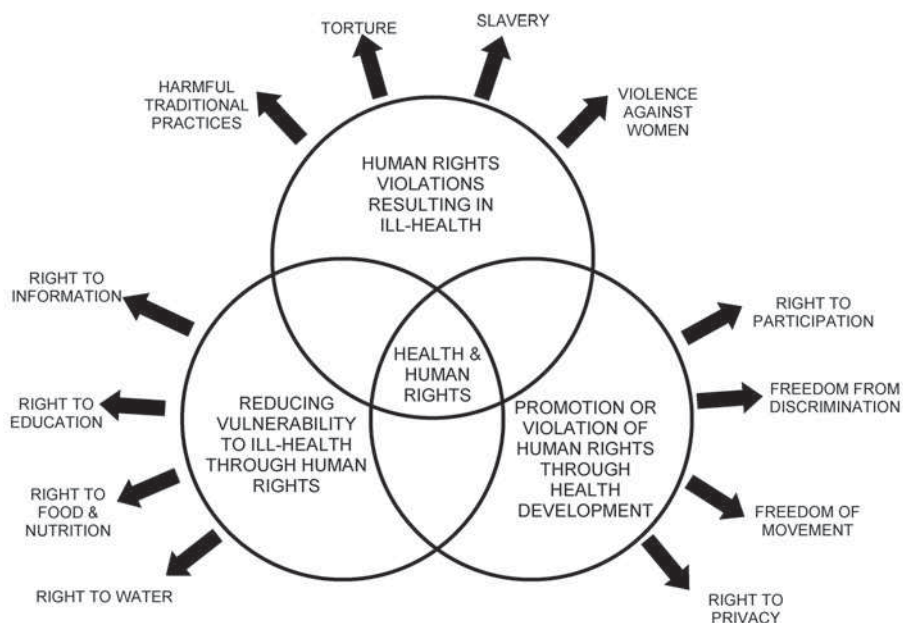 TORTURE
SLAVERY
HARMFUL
TRADITIONAL
PRACTICES
VIOLENCE
AGAINST
WOMEN
HUMAN RIGHTS
VIOLATIONS
RESULTING IN
ILL-HEALTH
RIGHT TO
INFORMATION
RIGHT TO
EDUCATION
RIGHT TO
FOOD &
NUTRITION
RIGHT TO WATER
REDUCING
VULNERABILITY
TO ILL-HEALTH
THROUGH HUMAN
RIGHTS
HEALTH &
HUMAN
RIGHTS
PROMOTION OR
VIOLATION OF
HUMAN RIGHTS
THROUGH
HEALTH
DEVELOPMENT
RIGHT TO
PARTICIPATION
FREEDOM FROM
DISCRIMINATION
FREEDOM OF
MOVEMENT
RIGHT TO
PRIVACY